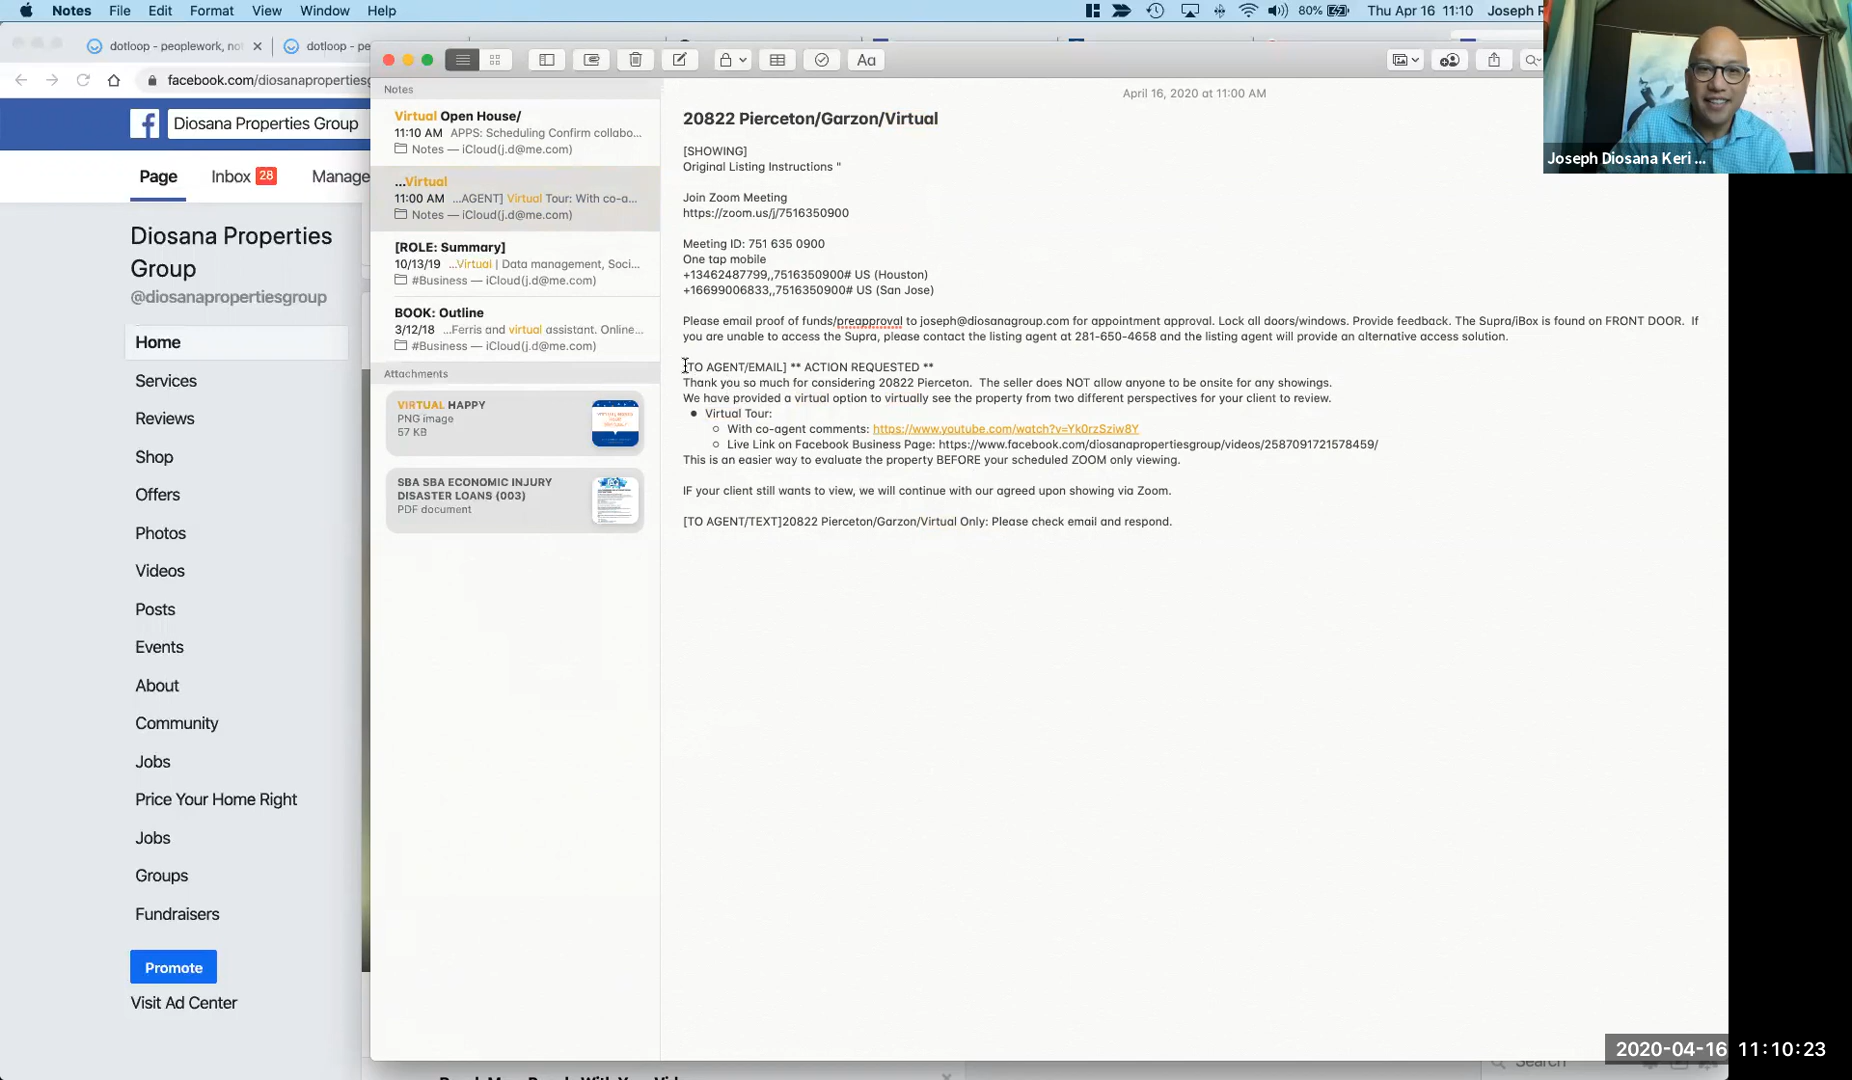 Notes File Edit Format View Window Help 80% Thu Apr 16 11:10 Joseph R
dotloop - peoplework, no
dotloop - pe
facebook.com/diosanapropertiesg
Diosana Properties Group
Page Inbox 28 Manage
Diosana Properties
Group
@diosanapropertiesgroup
Home
Services
Reviews
Shop
Offers
Photos
Videos
Posts
Events
About
Community
Jobs
Price Your Home Right
Jobs
Groups
Fundraisers
Promote
Visit Ad Center
Aa
Notes
Virtual Open House/
11:10 AM APPS: Scheduling Confirm collabo...
Notes — iCloud(j.d@me.com)
...Virtual
11:00 AM ...AGENT] Virtual Tour: With co-a...
Notes — iCloud(j.d@me.com)
[ROLE: Summary]
10/13/19 ...Virtual | Data management, Soci...
#Business — iCloud(j.d@me.com)
BOOK: Outline
3/12/18 ...Ferris and virtual assistant. Online...
#Business — iCloud(j.d@me.com)
Attachments
VIRTUAL HAPPY
PNG image
57 KB
SBA SBA ECONOMIC INJURY
DISASTER LOANS (003)
PDF document
April 16, 2020 at 11:00 AM
20822 Pierceton/Garzon/Virtual
[SHOWING]
Original Listing Instructions "
Join Zoom Meeting
https://zoom.us/j/7516350900
Meeting ID: 751 635 0900
One tap mobile
+13462487799,,7516350900# US (Houston)
+16699006833,,7516350900# US (San Jose)
Please email proof of funds/preapproval to joseph@diosanagroup.com for appointment approval. Lock all doors/windows. Provide feedback. The Supra/iBox is found on FRONT DOOR. If
you are unable to access the Supra, please contact the listing agent at 281-650-4658 and the listing agent will provide an alternative access solution.
[TO AGENT/EMAIL] ** ACTION REQUESTED **
Thank you so much for considering 20822 Pierceton. The seller does NOT allow anyone to be onsite for any showings.
We have provided a virtual option to virtually see the property from two different perspectives for your client to review.
• Virtual Tour:
○ With co-agent comments: https://www.youtube.com/watch?v=Yk0rzSziw8Y
○ Live Link on Facebook Business Page: https://www.facebook.com/diosanapropertiesgroup/videos/2587091721578459/
This is an easier way to evaluate the property BEFORE your scheduled ZOOM only viewing.
IF your client still wants to view, we will continue with our agreed upon showing via Zoom.
[TO AGENT/TEXT]20822 Pierceton/Garzon/Virtual Only: Please check email and respond.
Joseph Diosana Keri ...
Search
2020-04-16 11:10:23